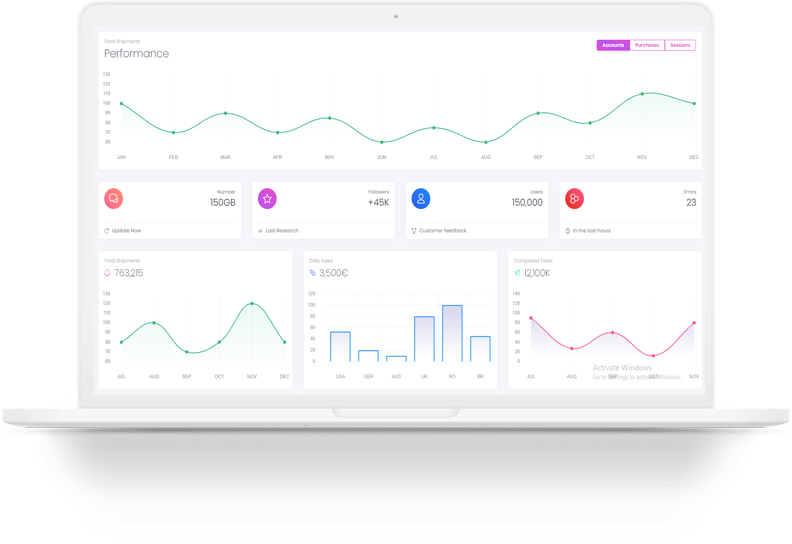 Total Shipments
Performance
Accounts Purchases Sessions
130
120
110
100
90
80
70
60
JAN FEB MAR APR MAY JUN JUL AUG SEP OCT NOV DEC
Number
150GB
Update Now
Followers
+45K
Last Research
Users
150,000
Customer feedback
Errors
23
In the last hours
Total Shipments
763,215
130
120
110
100
90
80
70
60
JUL AUG SEP OCT NOV DEC
Daily Sales
3,500€
120
100
80
60
40
20
0
USA GER AUS UK RO BR
Completed Tasks
12,100K
140
120
100
80
60
40
20
0
JUL AUG SEP OCT NOV
Activate Windows
Go to Settings to activate Windows.